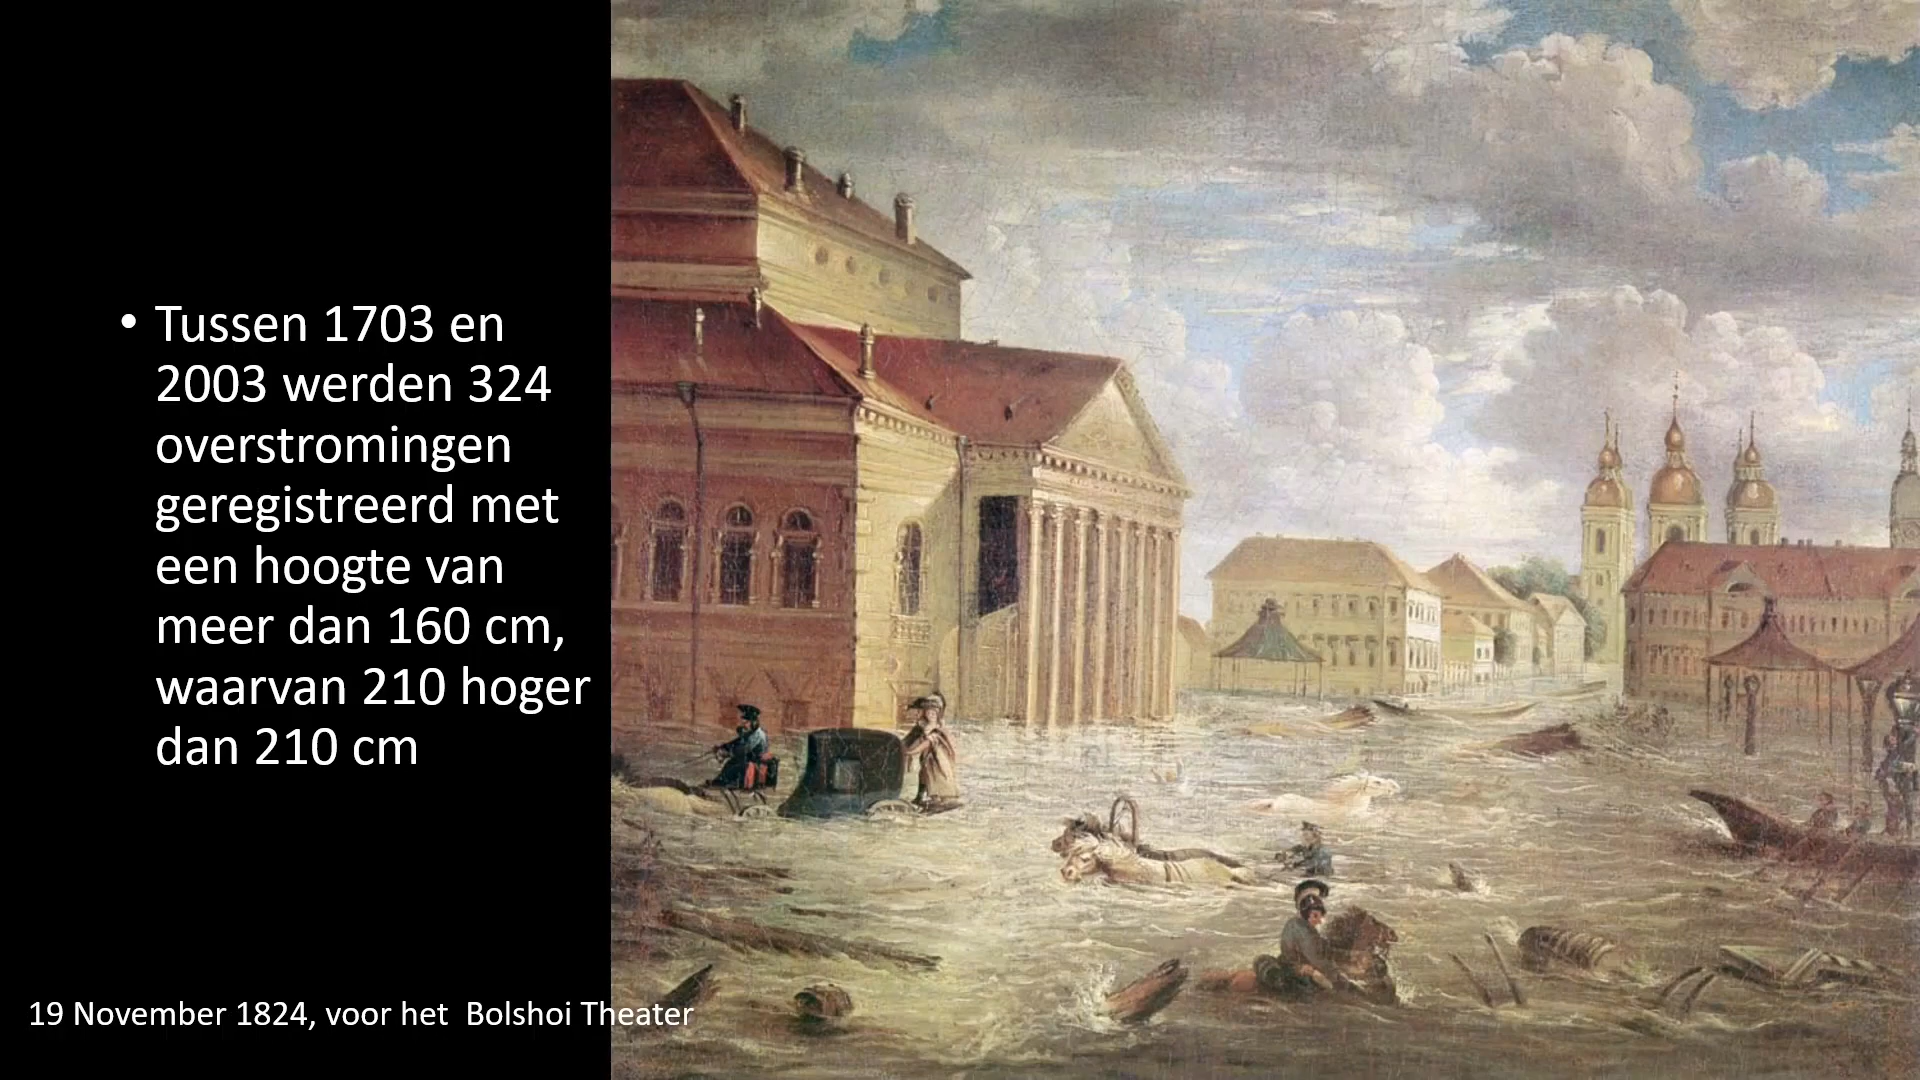 • Tussen 1703 en
2003 werden 324
overstromingen
geregistreerd met
een hoogte van
meer dan 160 cm,
waarvan 210 hoger
dan 210 cm
19 November 1824, voor het  Bolshoi Theater